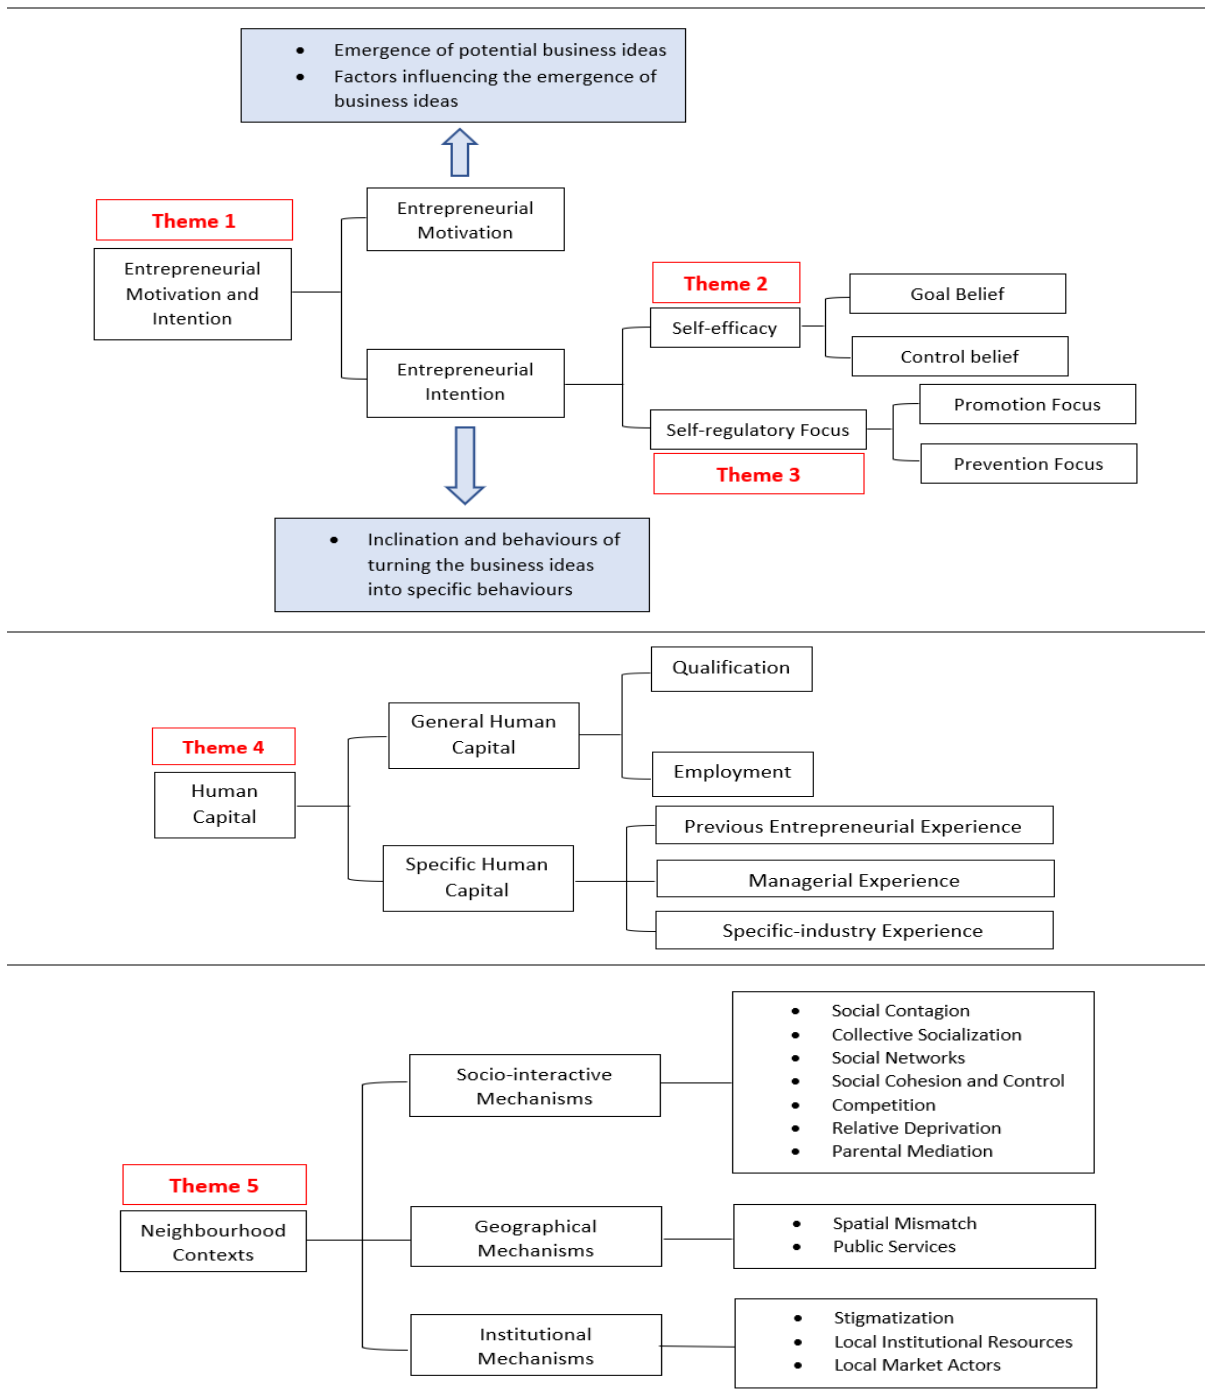 • Emergence of potential business ideas
• Factors influencing the emergence of
business ideas
Theme 1
Entrepreneurial
Motivation and
Intention
Entrepreneurial
Motivation
Entrepreneurial
Intention
Theme 2
Self-efficacy
Goal Belief
Control belief
Self-regulatory Focus
Theme 3
Promotion Focus
Prevention Focus
• Inclination and behaviours of
turning the business ideas
into specific behaviours
Theme 4
Human
Capital
General Human
Capital
Qualification
Employment
Specific Human
Capital
Previous Entrepreneurial Experience
Managerial Experience
Specific-industry Experience
Theme 5
Neighbourhood
Contexts
Socio-interactive
Mechanisms
• Social Contagion
• Collective Socialization
• Social Networks
• Social Cohesion and Control
• Competition
• Relative Deprivation
• Parental Mediation
Geographical
Mechanisms
• Spatial Mismatch
• Public Services
Institutional
Mechanisms
• Stigmatization
• Local Institutional Resources
• Local Market Actors